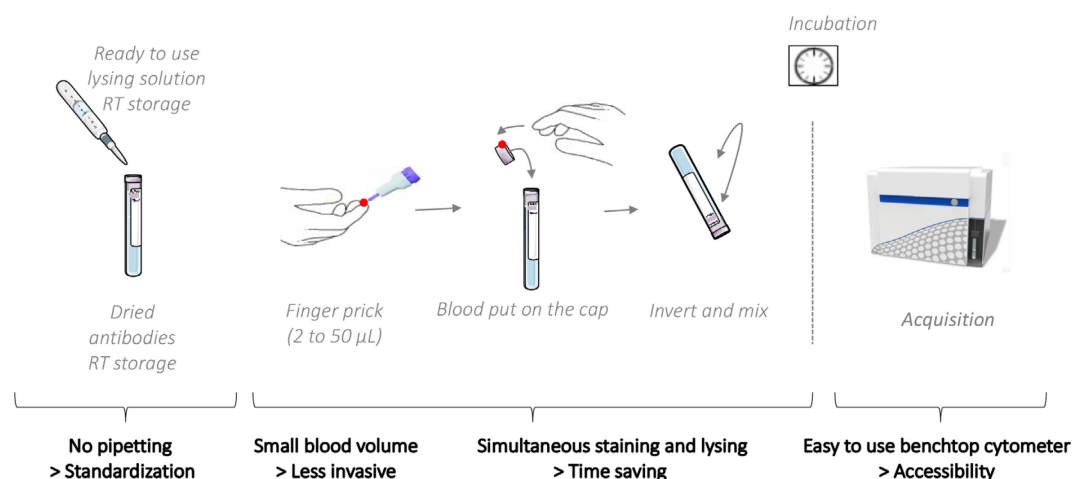 Incubation
Ready to use
lysing solution
RT storage
Dried
antibodies
RT storage
Finger prick
(2 to 50 µL)
Blood put on the cap
Invert and mix
Acquisition
No pipetting
> Standardization
Small blood volume
> Less invasive
Simultaneous staining and lysing
> Time saving
Easy to use benchtop cytometer
> Accessibility